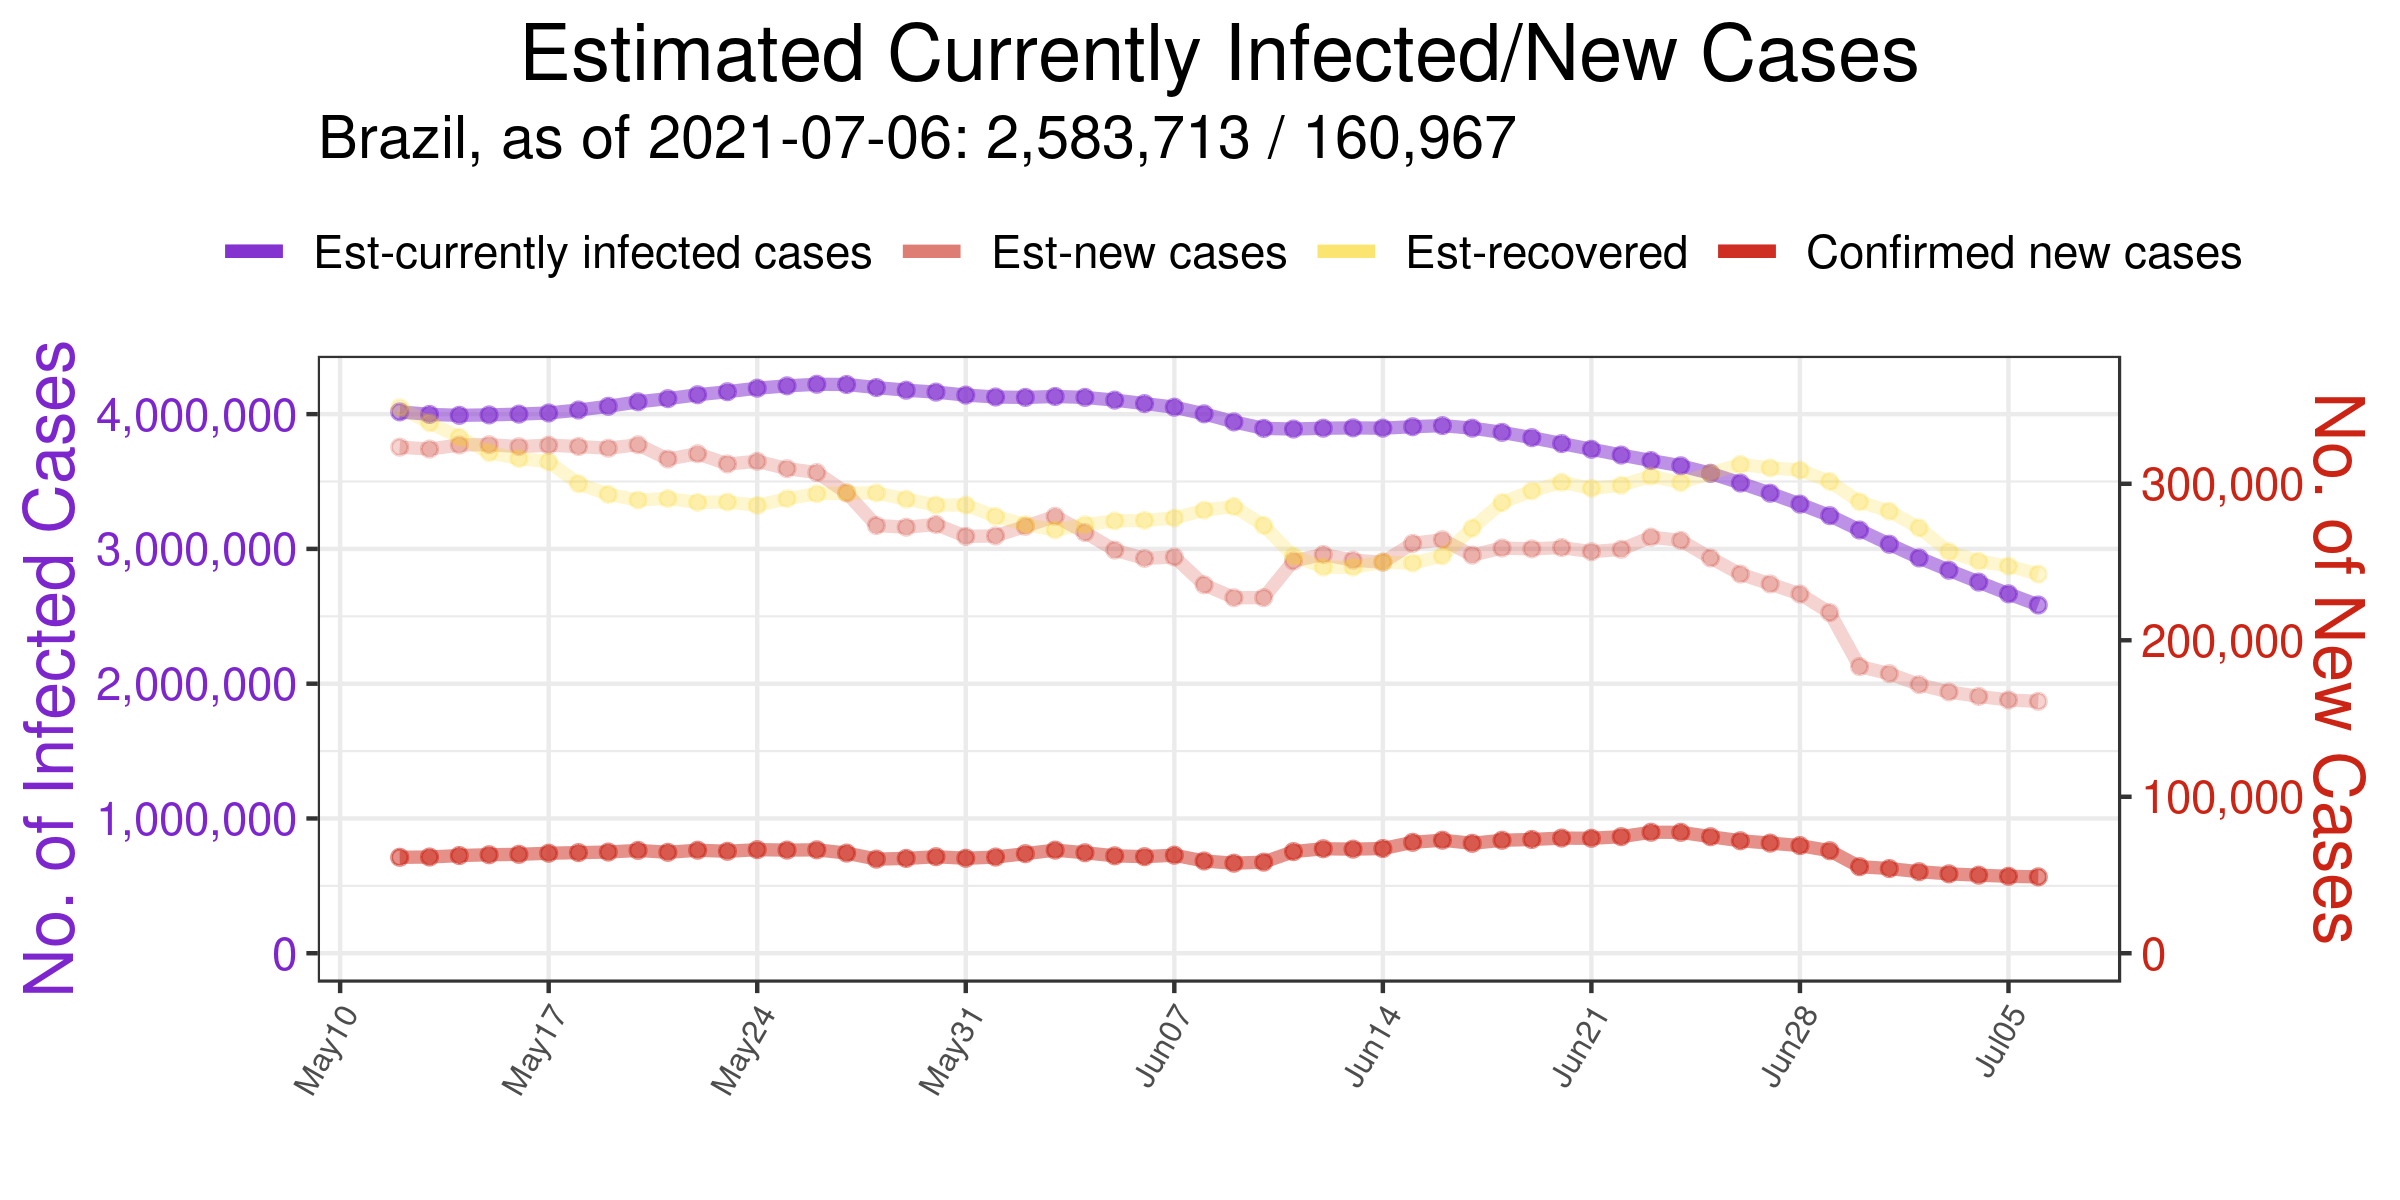 Estimated Currently Infected/New Cases
Brazil, as of 2021-07-06: 2,583,713 / 160,967
Est-currently infected cases Est-new cases Est-recovered Confirmed new cases
No. of Infected Cases
4,000,000
3,000,000
2,000,000
1,000,000
0
300,000
200,000
100,000
0
No. of New Cases
May10 May17 May24 May31 Jun07 Jun14 Jun21 Jun28 Jul05